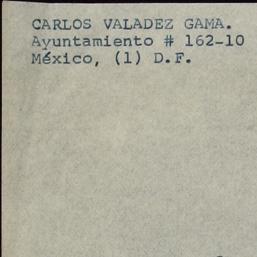 CARLOS VALADEZ GAMA.
Ayuntamiento # 162-10
México, (1) D.F.